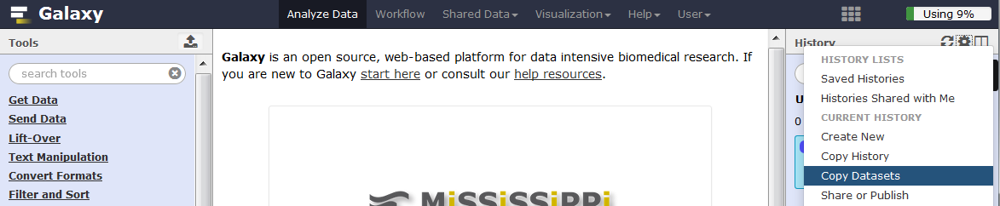 Galaxy
Analyze Data Workflow Shared Data Visualization Help User
Using 9%
Tools
search tools
Get Data
Send Data
Lift-Over
Text Manipulation
Convert Formats
Filter and Sort
Galaxy is an open source, web-based platform for data intensive biomedical research. If
you are new to Galaxy start here or consult our help resources.
MiSSiSSiPPi
History
U
0
HISTORY LISTS
Saved Histories
Histories Shared with Me
CURRENT HISTORY
Create New
Copy History
Copy Datasets
Share or Publish